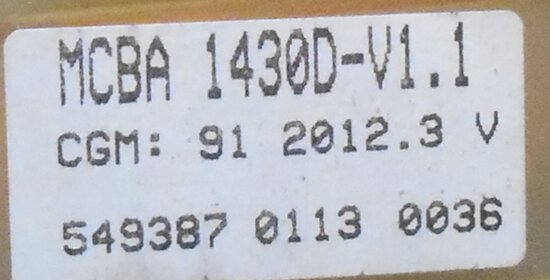 MCBA 1430D-V1.1
CGM: 91 2012.3 V
549387 0113 0036